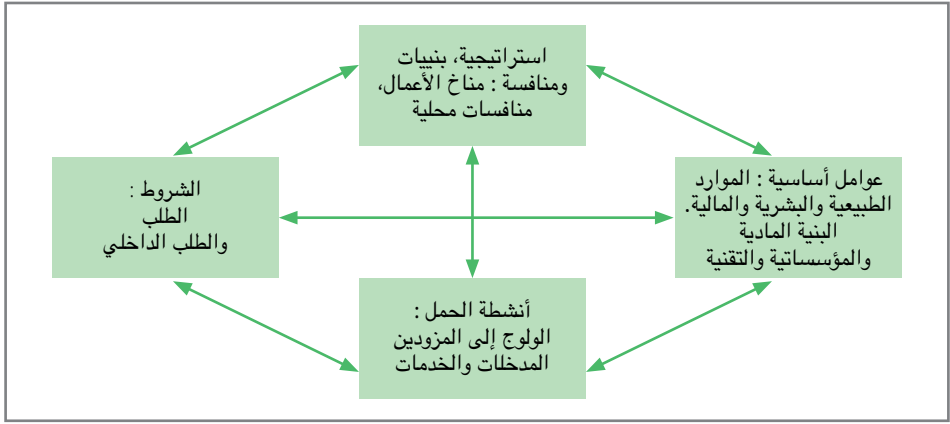 استراتيجية، بنيات
ومنافسة : مناخ الأعمال،
منافسات محلية
عوامل أساسية : الموارد
الطبيعية والبشرية والمالية.
البنية المادية
والمؤسساتية والتقنية
الشروط :
الطلب
والطلب الداخلي
أنشطة الحمل :
الولوج إلى المزودين
المدخلات والخدمات